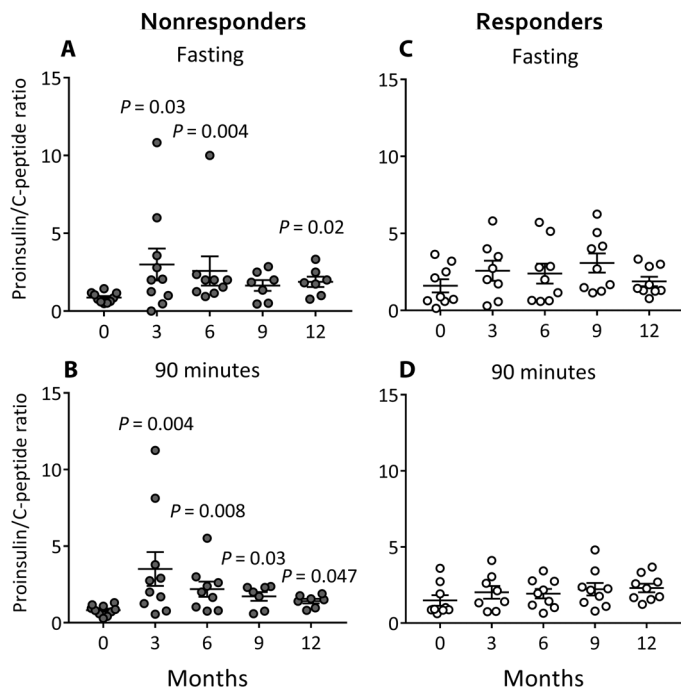 Nonresponders
Responders
A
Fasting
Proinsulin/C-peptide ratio
15
10
5
0
P = 0.03
P = 0.004
P = 0.02
0 3 6 9 12
C
Fasting
15
10
5
0
0 3 6 9 12
B
90 minutes
Proinsulin/C-peptide ratio
15
10
5
0
P = 0.004
P = 0.008
P = 0.03
P = 0.047
0 3 6 9 12
Months
D
90 minutes
15
10
5
0
0 3 6 9 12
Months